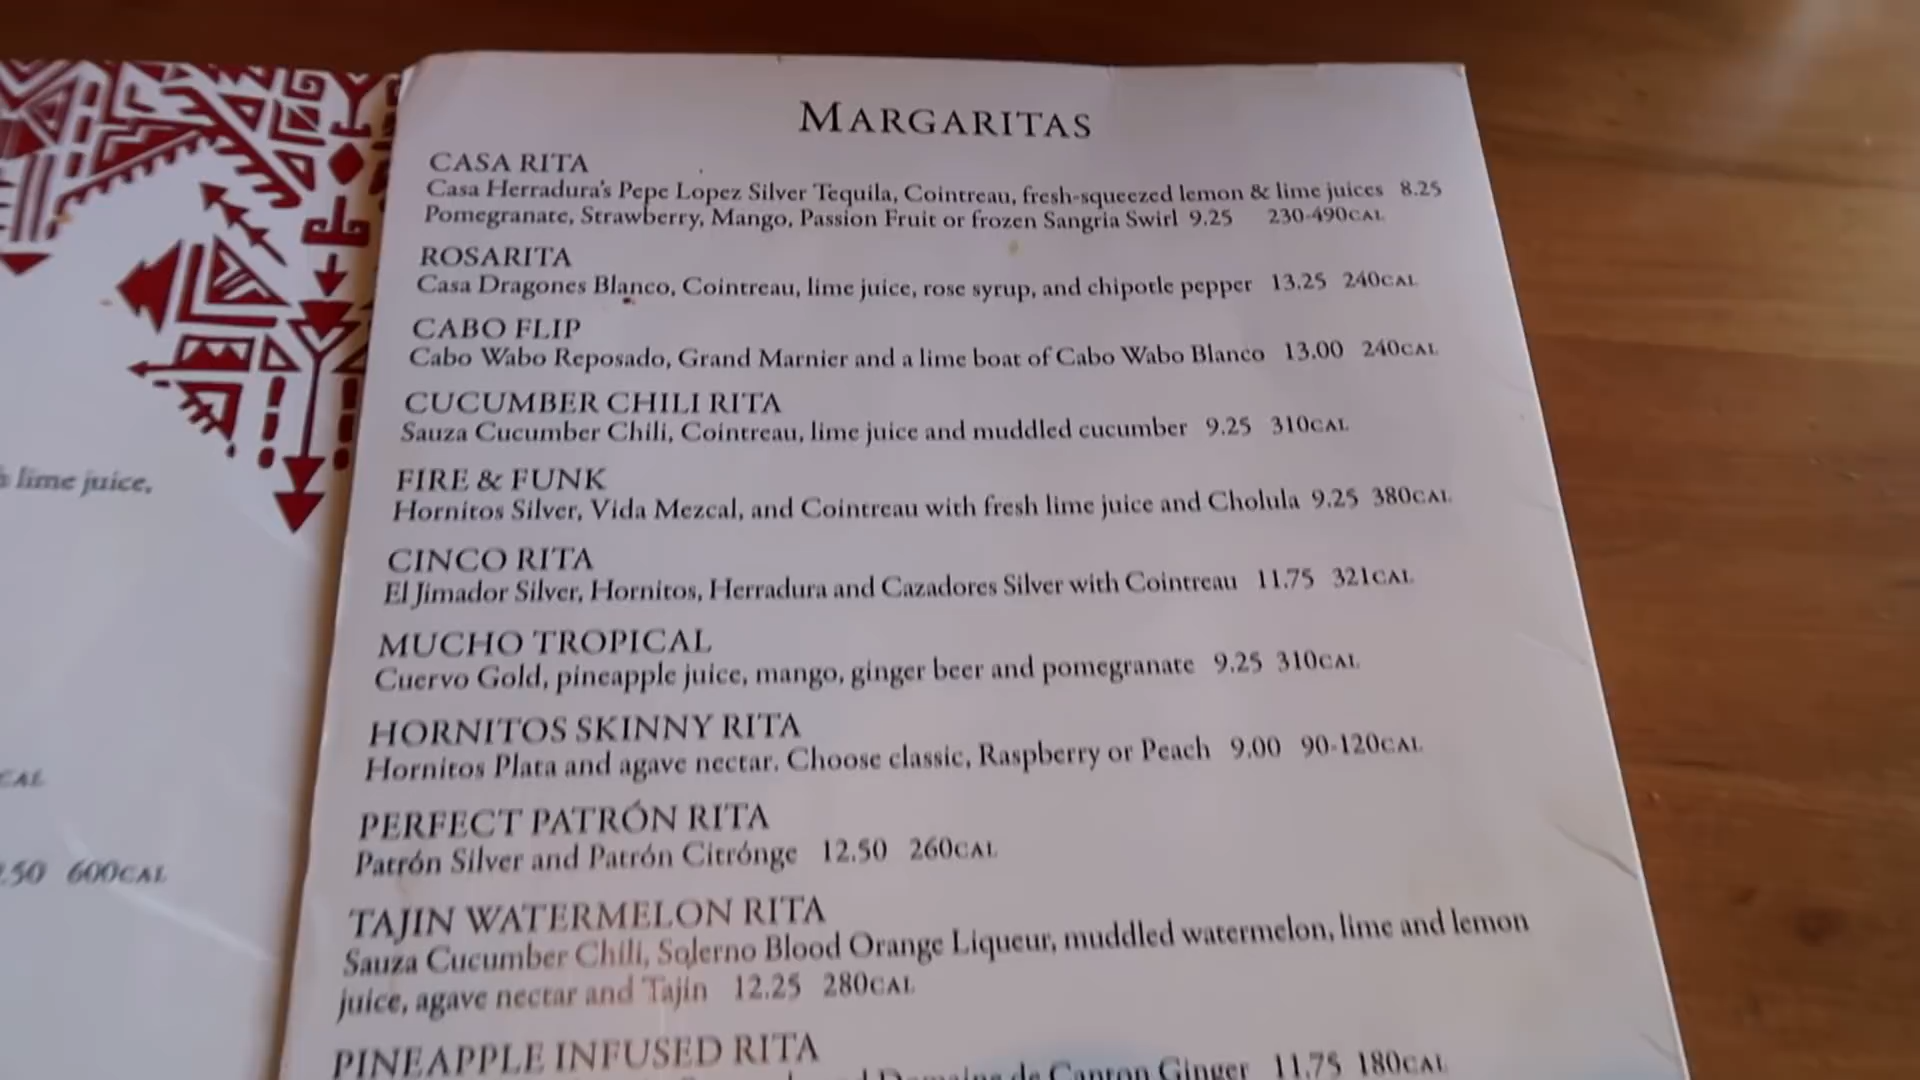 MARGARITAS
CASA RITA
Casa Herradura's Pepe Lopez Silver Tequila, Cointreau, fresh-squeezed lemon & lime juices 8.25
Pomegranate, Strawberry, Mango, Passion Fruit or frozen Sangria Swirl 9.25 230-490CAL
ROSARITA
Casa Dragones Blanco, Cointreau, lime juice, rose syrup, and chipotle pepper 13.25 240CAL
CABO FLIP
Cabo Wabo Reposado, Grand Marnier and a lime boat of Cabo Wabo Blanco 13.00 240CAL
CUCUMBER CHILI RITA
Sauza Cucumber Chili, Cointreau, lime juice and muddled cucumber 9.25 310CAL
FIRE & FUNK
Hornitos Silver, Vida Mezcal, and Cointreau with fresh lime juice and Cholula 9.25 380CAL
CINCO RITA
El Jimador Silver, Hornitos, Herradura and Cazadores Silver with Cointreau 11.75 321CAL
MUCHO TROPICAL
Cuervo Gold, pineapple juice, mango, ginger beer and pomegranate 9.25 310CAL
HORNITOS SKINNY RITA
Hornitos Plata and agave nectar. Choose classic, Raspberry or Peach 9.00 90-120CAL
PERFECT PATRÓN RITA
Patrón Silver and Patrón Citrónge 12.50 260CAL
TAJIN WATERMELON RITA
Sauza Cucumber Chili, Solerno Blood Orange Liqueur, muddled watermelon, lime and lemon
juice, agave nectar and Tajin 12.25 280CAL
PINEAPPLE INFUSED RITA
de Canton Ginger 11.75 180CAL
lime juice,
CAL
.50 600CAL